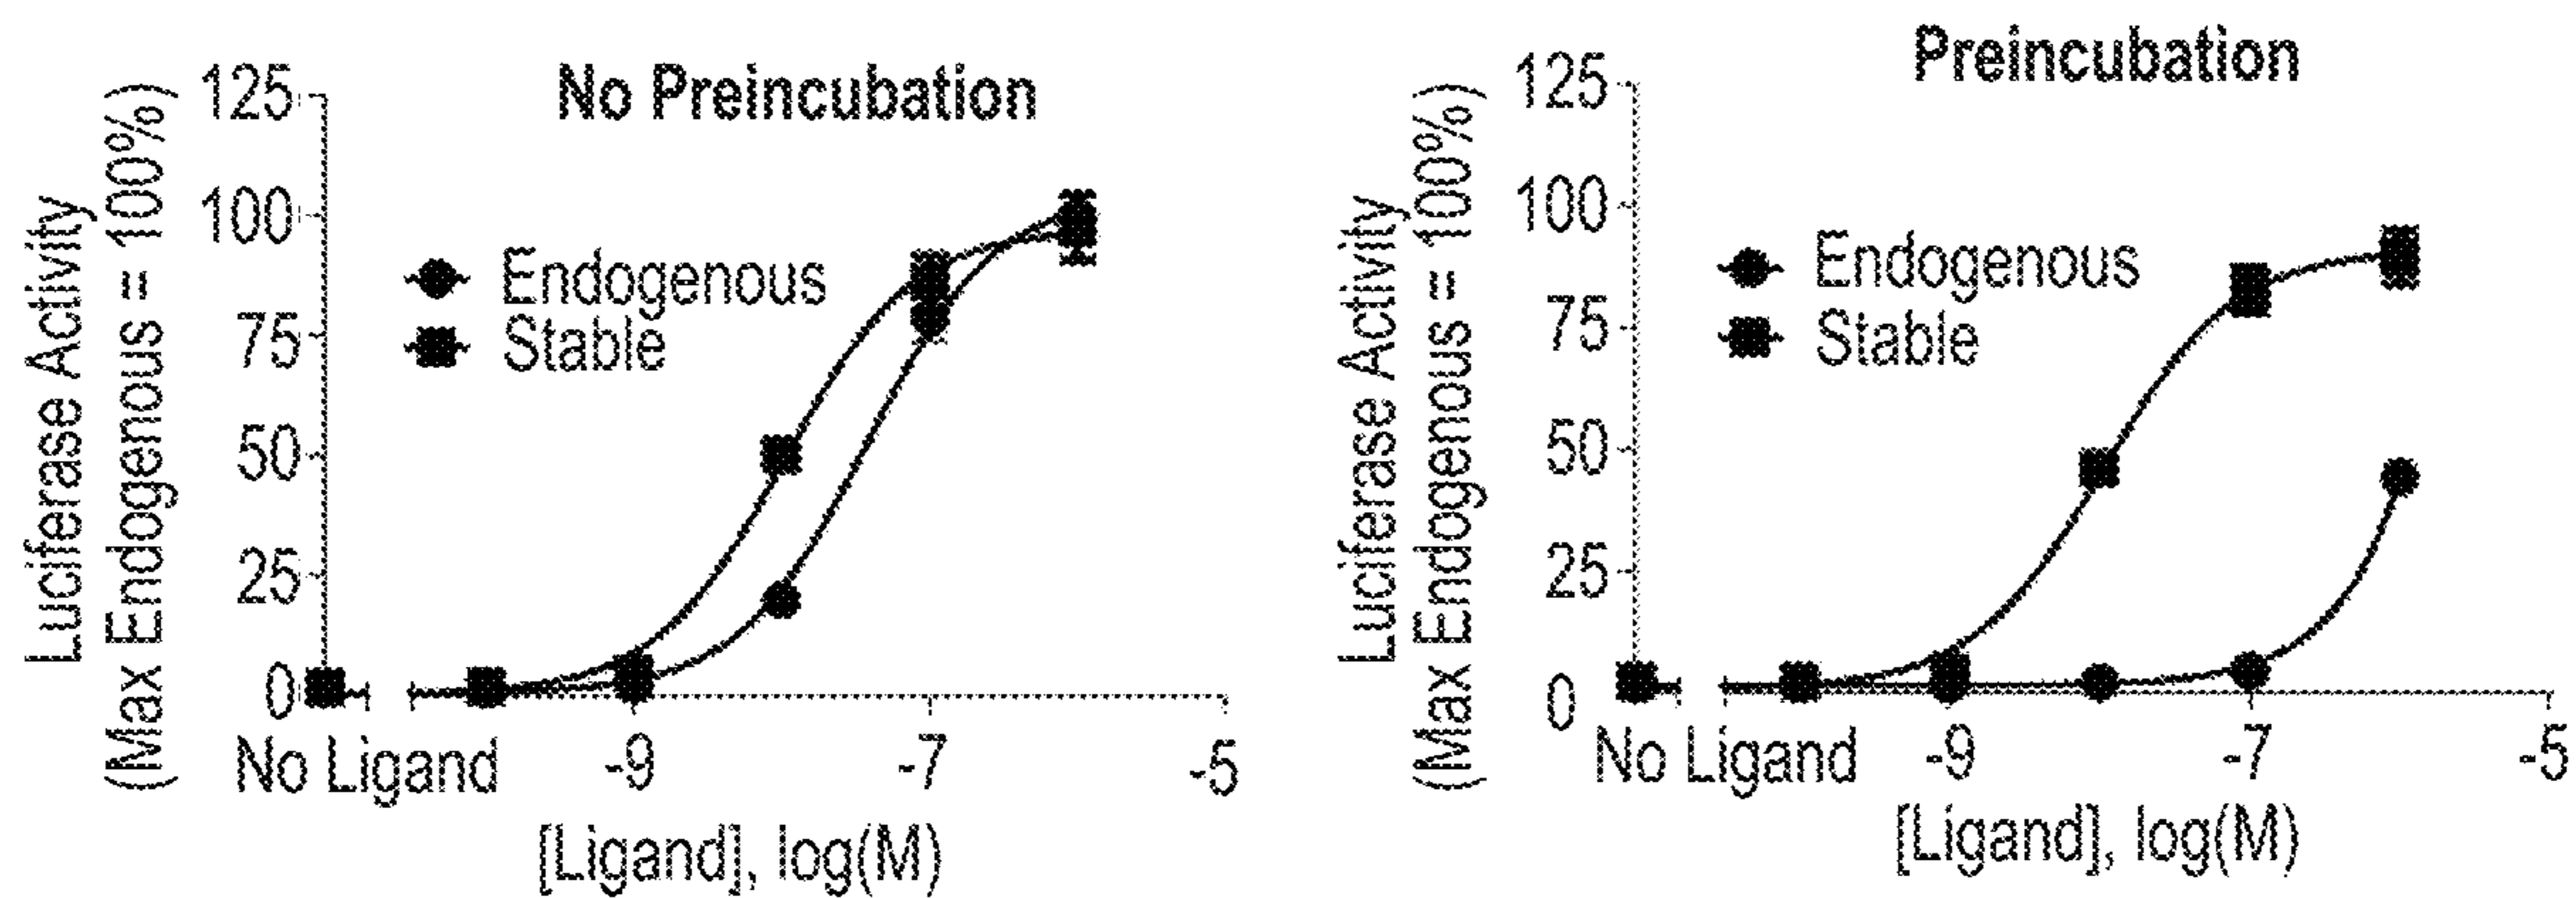 No Preincubation
Luciferase Activity
(Max Endogenous = 100%)
125
100
75
50
25
0
Endogenous
Stable
No Ligand
-9
-7
-5
[Ligand], log(M)
Preincubation
Luciferase Activity
(Max Endogenous = 100%)
125
100
75
50
25
0
Endogenous
Stable
No Ligand
-9
-7
-5
[Ligand], log(M)